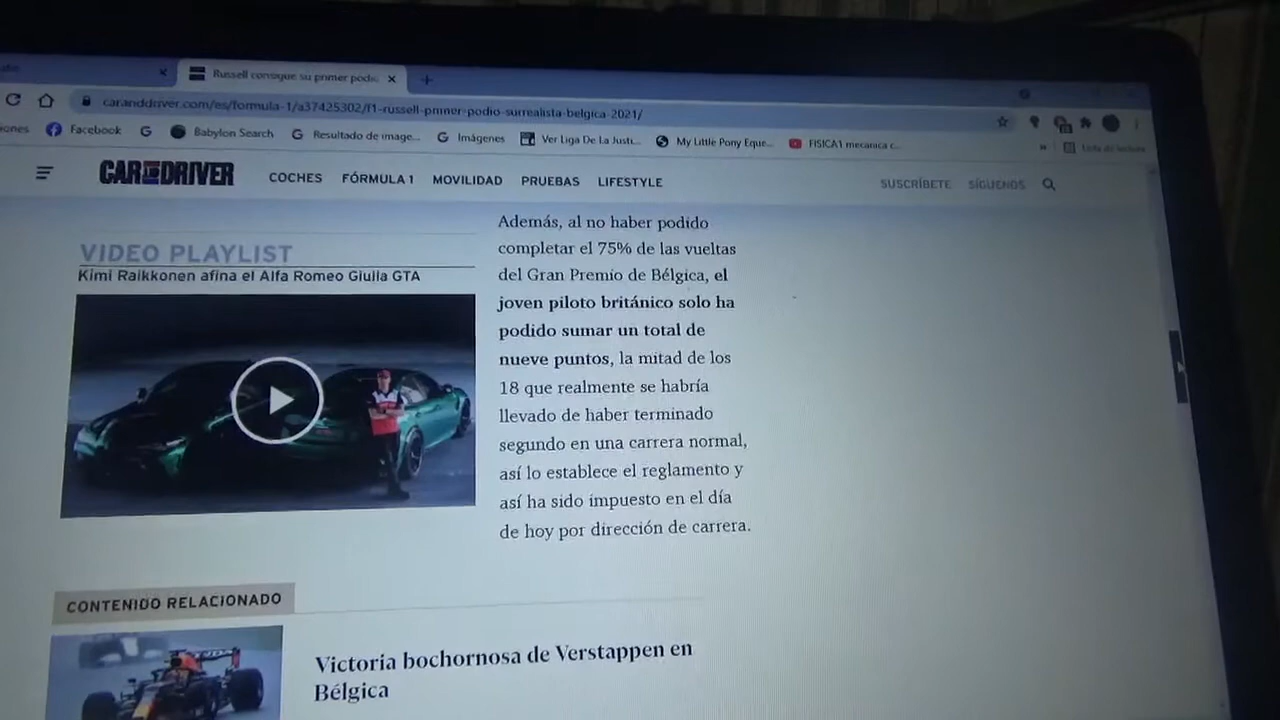 Russell consigue su primer podio
caranddriver.com/es/formula-1/a37425302/f1-russell-primer-podio-surrealista-belgica-2021/
Facebook
Babylon Search
Resultado de image...
Imágenes
Ver Liga De La Justi...
My Little Pony Eque...
FISICA1 mecanica c...
Lista de lectura
CAR AND DRIVER
COCHES
FÓRMULA 1
MOVILIDAD
PRUEBAS
LIFESTYLE
SUSCRÍBETE
SÍGUENOS
VIDEO PLAYLIST
Kimi Raikkonen afina el Alfa Romeo Giulia GTA
Además, al no haber podido
completar el 75% de las vueltas
del Gran Premio de Bélgica, el
joven piloto británico solo ha
podido sumar un total de
nueve puntos, la mitad de los
18 que realmente se habría
llevado de haber terminado
segundo en una carrera normal,
así lo establece el reglamento y
así ha sido impuesto en el día
de hoy por dirección de carrera.
CONTENIDO RELACIONADO
Victoria bochornosa de Verstappen en
Bélgica